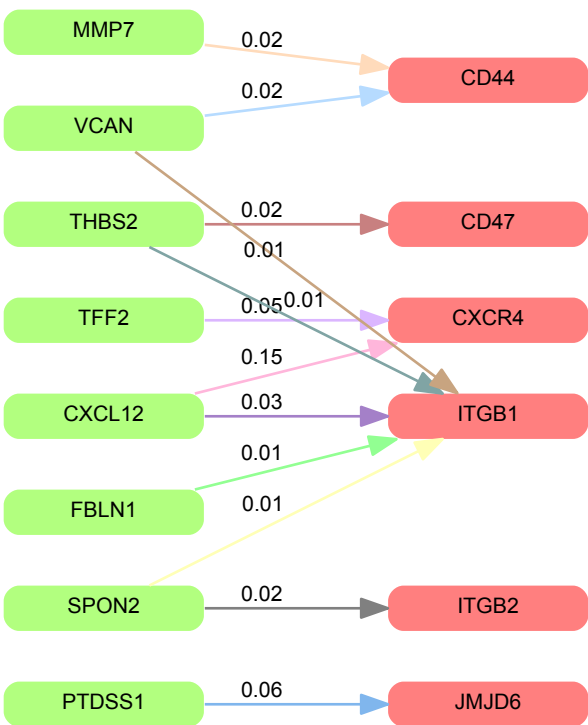 MMP7
0.02
CD44
0.02
VCAN
THBS2
0.02
CD47
0.01
TFF2
0.05
0.01
CXCR4
0.15
CXCL12
0.03
ITGB1
0.01
FBLN1
0.01
SPON2
0.02
ITGB2
PTDSS1
0.06
JMJD6